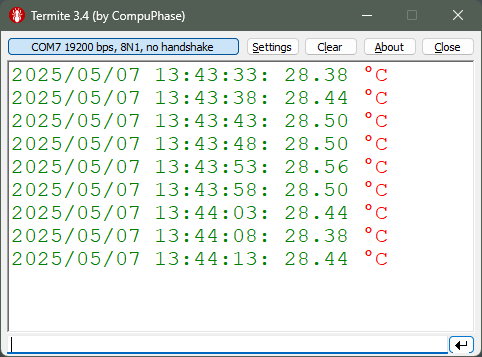 Termite 3.4 (by CompuPhase)
COM7 19200 bps, 8N1, no handshake Settings Clear About Close
2025/05/07 13:43:33: 28.38 °C
2025/05/07 13:43:38: 28.44 °C
2025/05/07 13:43:43: 28.50 °C
2025/05/07 13:43:48: 28.50 °C
2025/05/07 13:43:53: 28.56 °C
2025/05/07 13:43:58: 28.50 °C
2025/05/07 13:44:03: 28.44 °C
2025/05/07 13:44:08: 28.38 °C
2025/05/07 13:44:13: 28.44 °C